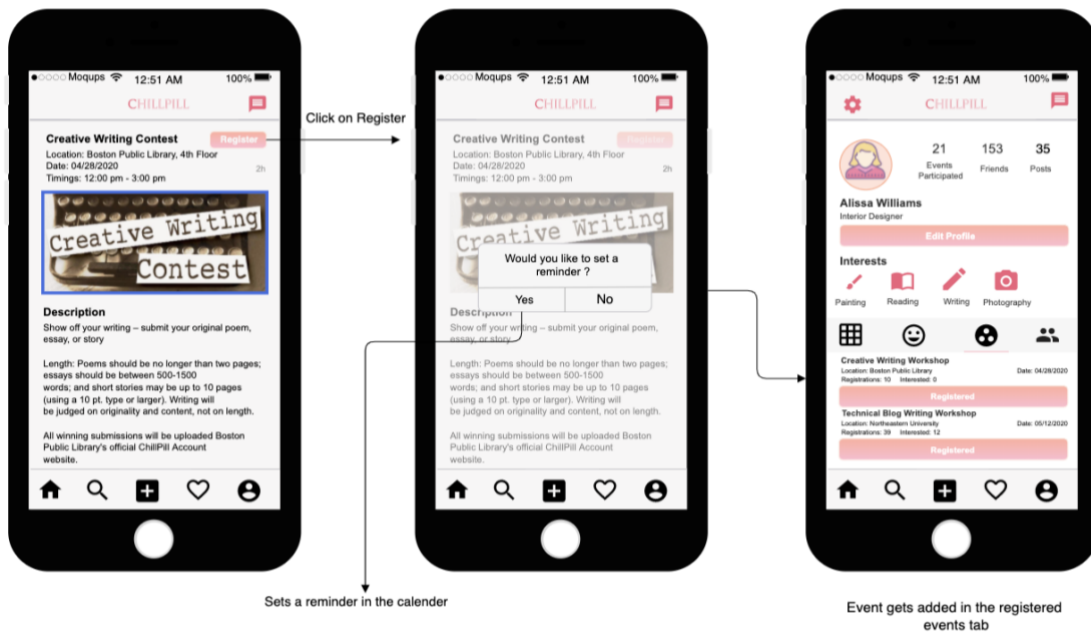 Moqups 12:51 AM 100%
CHILLPILL
Creative Writing Contest Register
Location: Boston Public Library, 4th Floor
Date: 04/28/2020
2h
Timings: 12:00 pm - 3:00 pm
Creative Writing
Contest
Description
Show off your writing – submit your original poem,
essay, or story
Length: Poems should be no longer than two pages;
essays should be between 500-1500
words; and short stories may be up to 10 pages
(using a 10 pt. type or larger). Writing will
be judged on originality and content, not on length.
All winning submissions will be uploaded Boston
Public Library's official ChillPill Account
website.
Click on Register
Moqups 12:51 AM 100%
CHILLPILL
Creative Writing Contest Register
Location: Boston Public Library, 4th Floor
Date: 04/28/2020
2h
Timings: 12:00 pm - 3:00 pm
Creative Writing
Would you like to set a
reminder ?
Yes No
Description
Show off your writing – submit your original poem,
essay, or story
Length: Poems should be no longer than two pages;
essays should be between 500-1500
words; and short stories may be up to 10 pages
(using a 10 pt. type or larger). Writing will
be judged on originality and content, not on length.
All winning submissions will be uploaded Boston
Public Library's official ChillPill Account
website.
Sets a reminder in the calender
Moqups 12:51 AM 100%
CHILLPILL
21 153 35
Events
Participated Friends Posts
Alissa Williams
Interior Designer
Edit Profile
Interests
Painting Reading Writing Photography
Creative Writing Workshop
Location: Boston Public Library Date: 04/28/2020
Registrations: 10 Interested: 0
Registered
Technical Blog Writing Workshop
Location: Northeastern University Date: 05/12/2020
Registrations: 39 Interested: 12
Registered
Event gets added in the registered
events tab